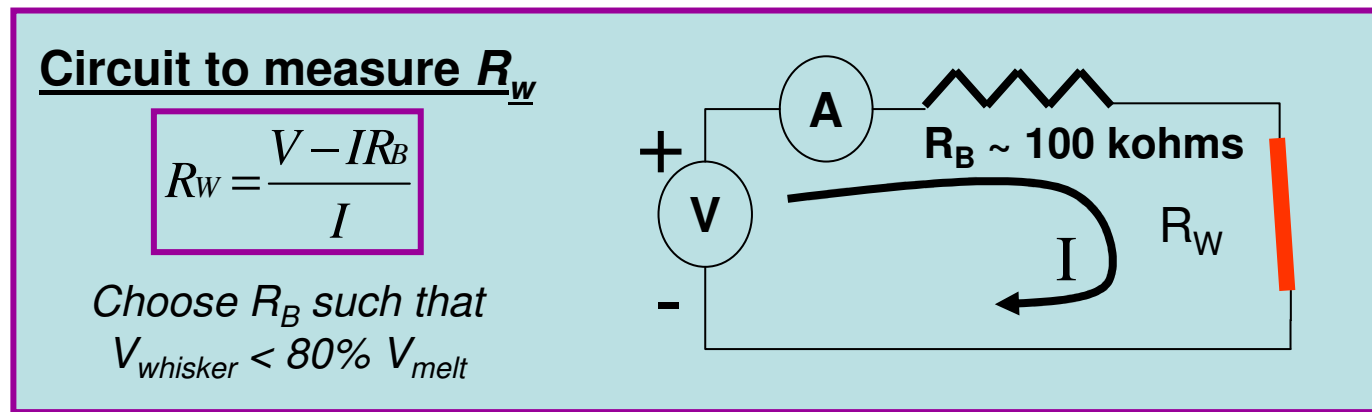 Circuit to measure Rw
RW = V − IRB / I
Choose RB such that
Vwhisker < 80% Vmelt
+
V
-
A
RB ~ 100 kohms
RW
I